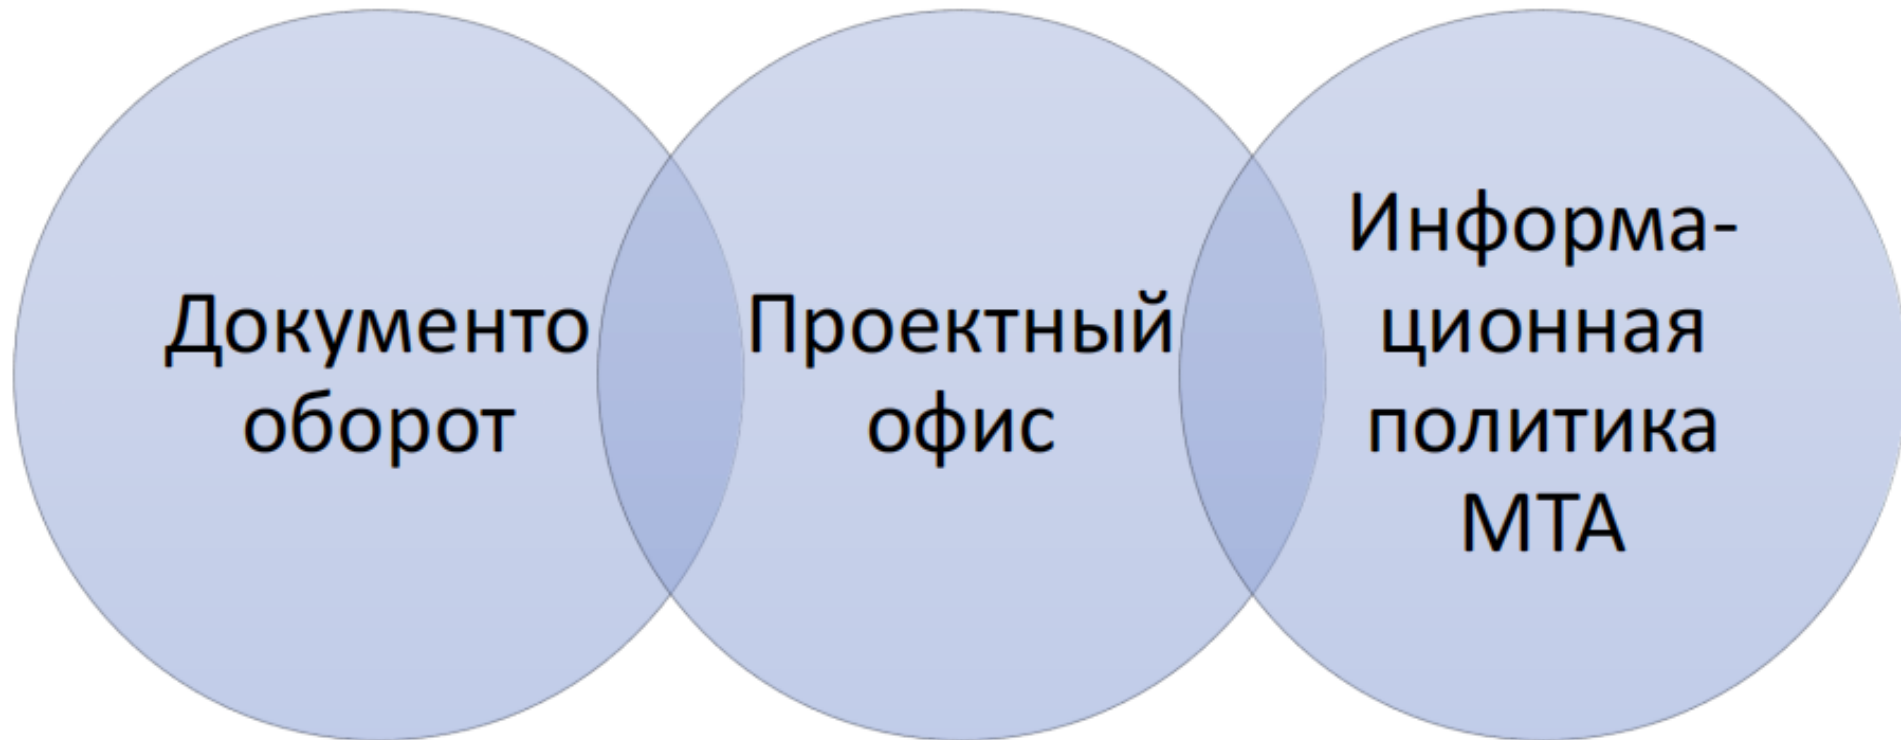 Документо
оборот
Проектный
офис
Информа-
ционная
политика
МТА